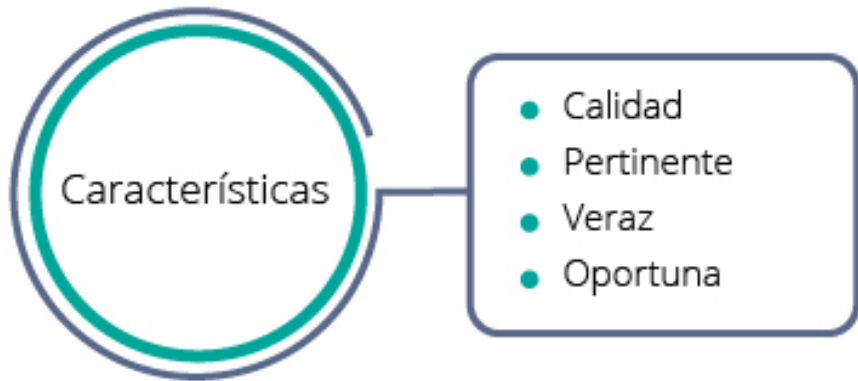 Características
Calidad
Pertinente
Veraz
Oportuna